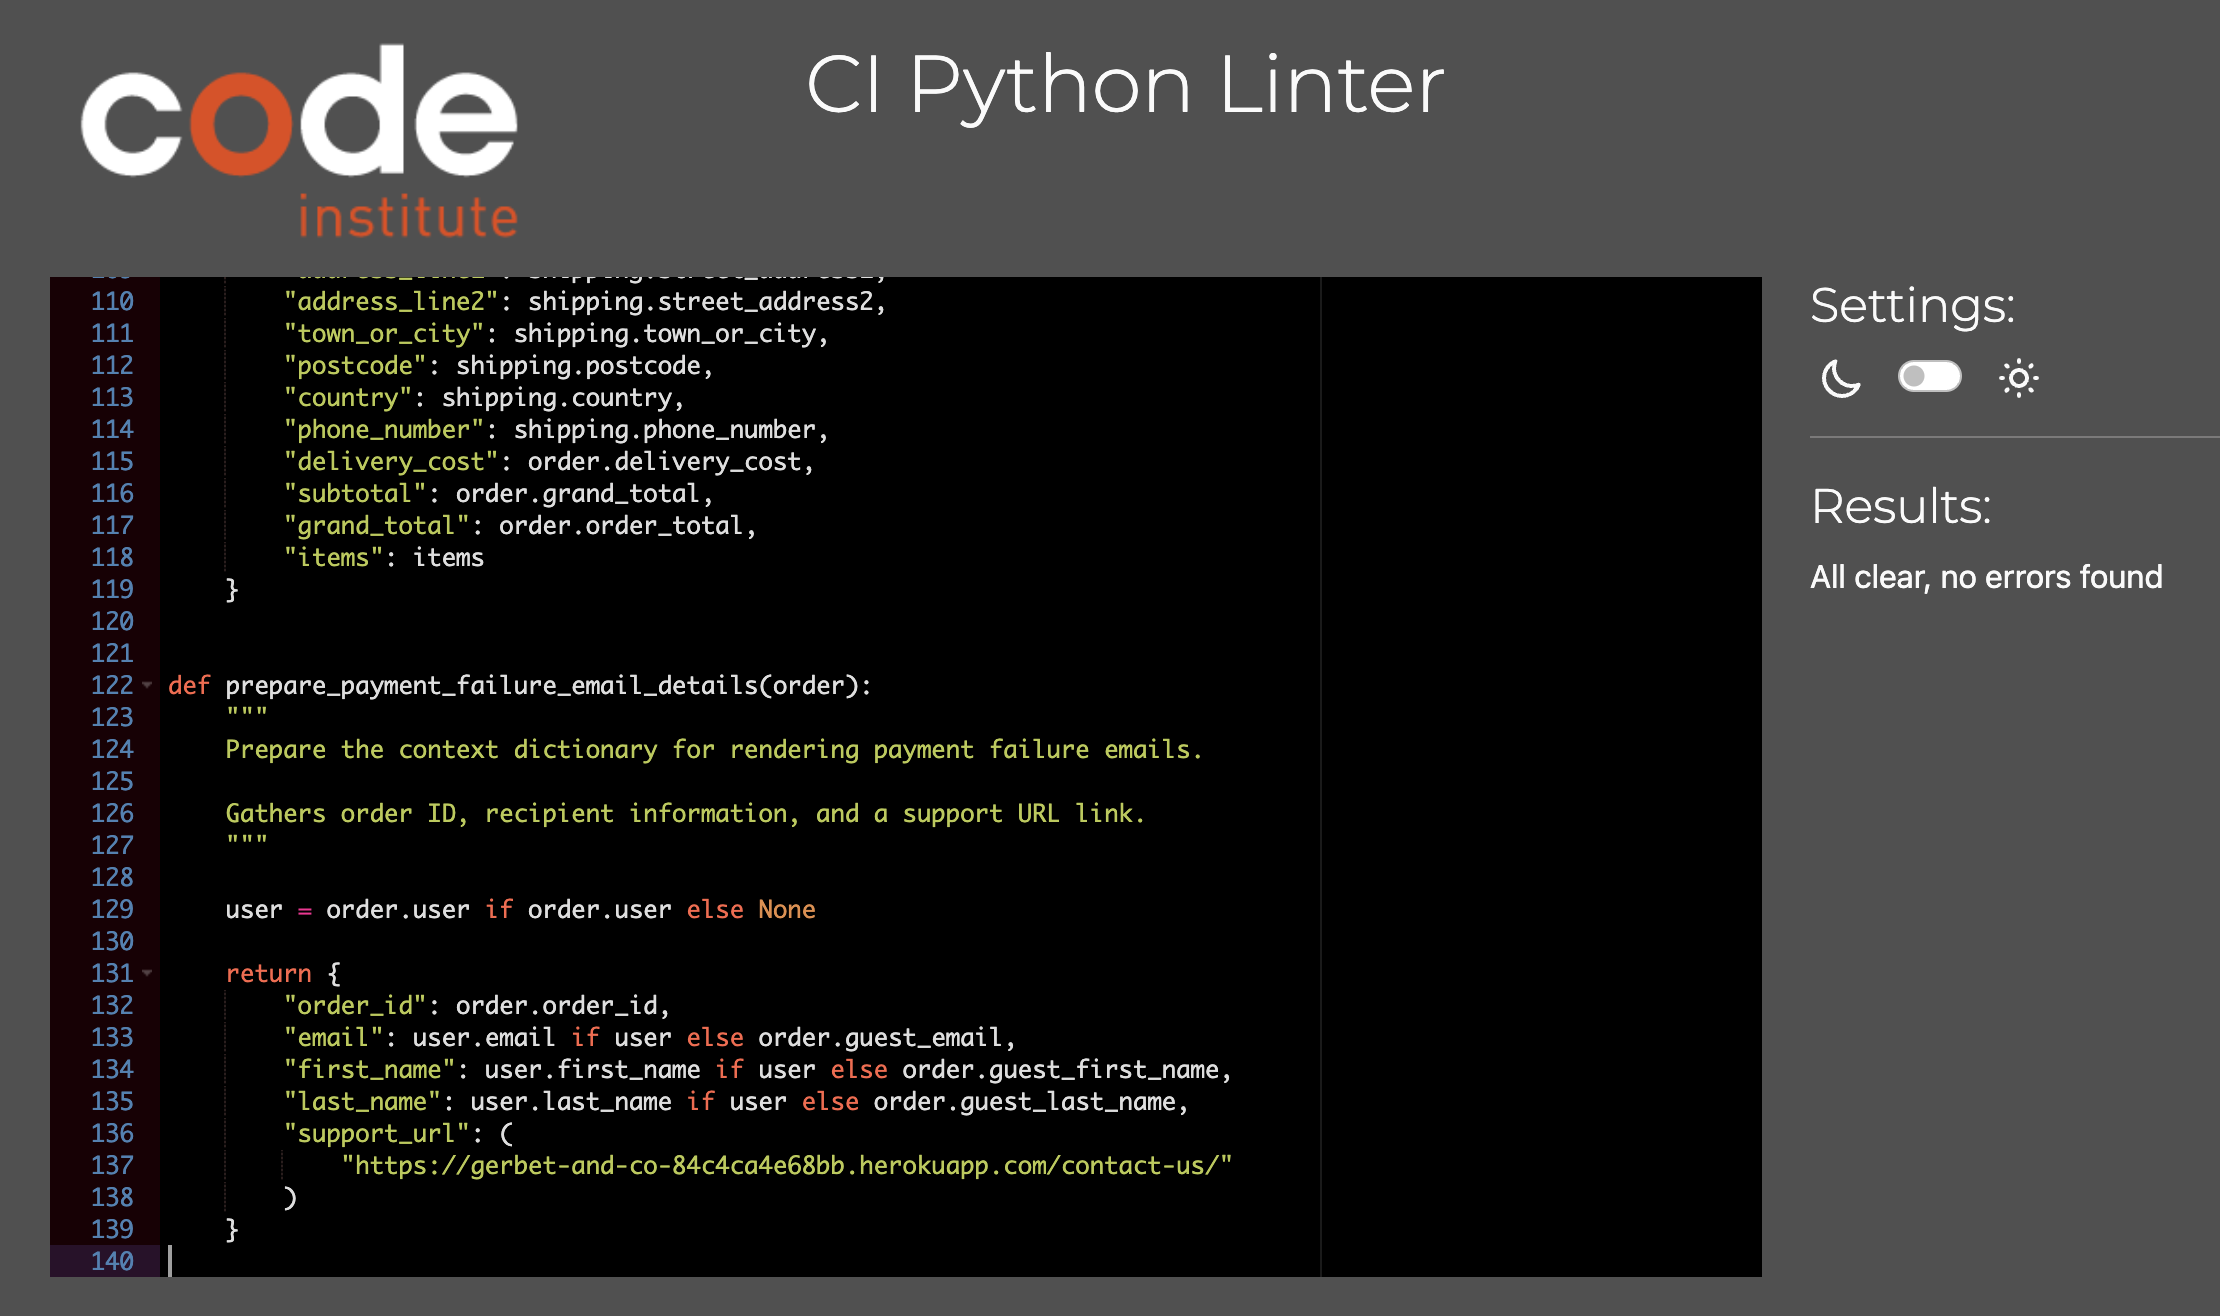 code
institute
CI Python Linter
110 "address_line2": shipping.street_address2,
111 "town_or_city": shipping.town_or_city,
112 "postcode": shipping.postcode,
113 "country": shipping.country,
114 "phone_number": shipping.phone_number,
115 "delivery_cost": order.delivery_cost,
116 "subtotal": order.grand_total,
117 "grand_total": order.order_total,
118 "items": items
119 }
120
121
122 def prepare_payment_failure_email_details(order):
123 """
124 Prepare the context dictionary for rendering payment failure emails.
125
126 Gathers order ID, recipient information, and a support URL link.
127 """
128
129 user = order.user if order.user else None
130
131 return {
132 "order_id": order.order_id,
133 "email": user.email if user else order.guest_email,
134 "first_name": user.first_name if user else order.guest_first_name,
135 "last_name": user.last_name if user else order.guest_last_name,
136 "support_url": (
137 "https://gerbet-and-co-84c4ca4e68bb.herokuapp.com/contact-us/"
138 )
139 }
140
Settings:
Results:
All clear, no errors found